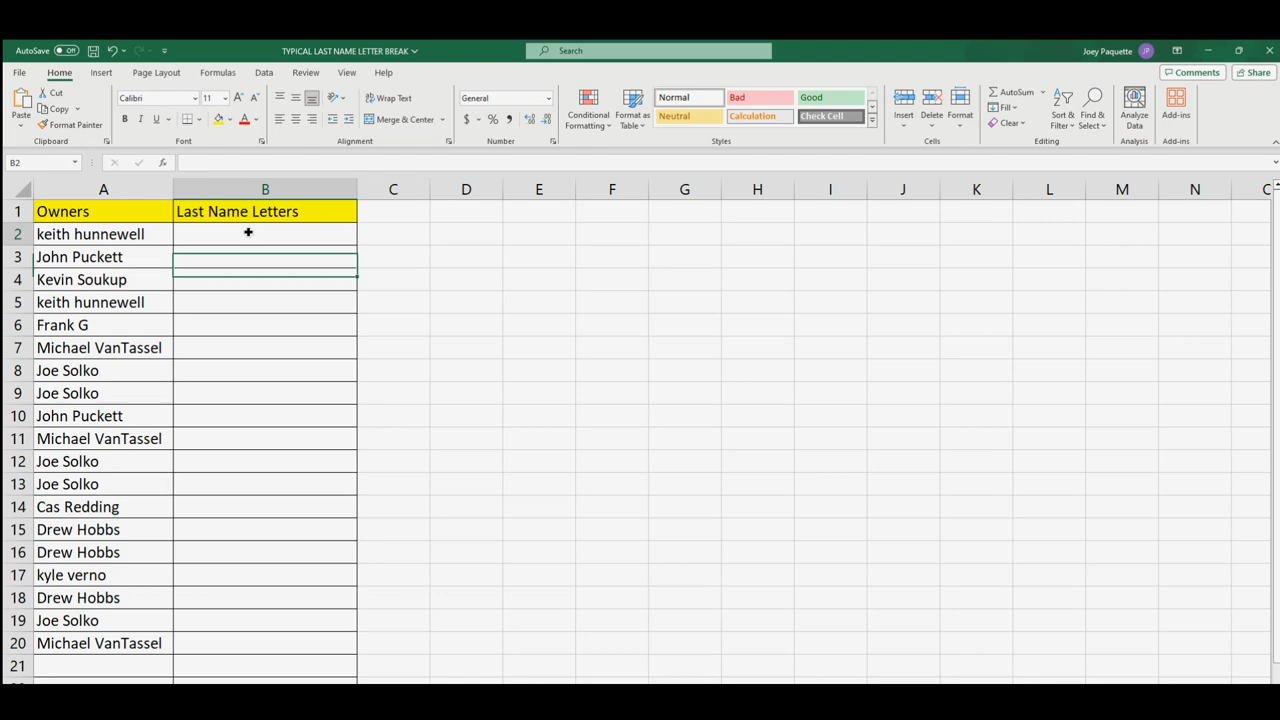 AutoSave Off TYPICAL LAST NAME LETTER BREAK Search Joey Paquette JP
File Home Insert Page Layout Formulas Data Review View Help Comments Share
Paste Cut Copy Format Painter Clipboard
Calibri 11 B I U A Font
Wrap Text Merge & Center Alignment
General $ % , Number
Conditional Formatting Format as Table Normal Bad Good Neutral Calculation Check Cell Styles
Insert Delete Format Cells
AutoSum Fill Clear Sort & Filter Find & Select Editing
Analyze Data Analysis
Add-ins Add-ins
B2 fx
A B C D E F G H I J K L M N
1 Owners Last Name Letters
2 keith hunnewell
3 John Puckett
4 Kevin Soukup
5 keith hunnewell
6 Frank G
7 Michael VanTassel
8 Joe Solko
9 Joe Solko
10 John Puckett
11 Michael VanTassel
12 Joe Solko
13 Joe Solko
14 Cas Redding
15 Drew Hobbs
16 Drew Hobbs
17 kyle verno
18 Drew Hobbs
19 Joe Solko
20 Michael VanTassel
21